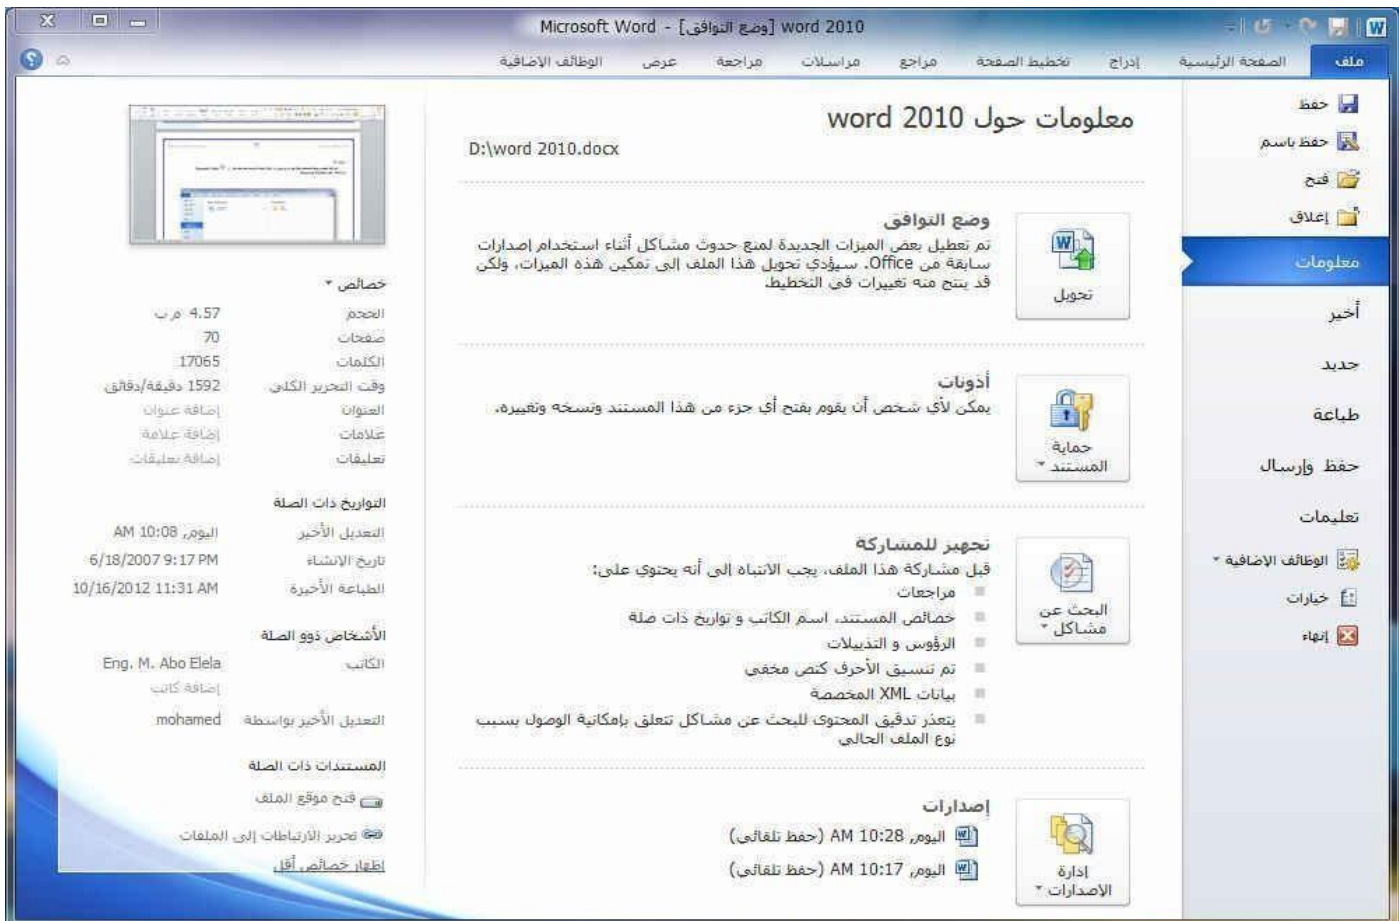 word 2010 [وضع التوافق] - Microsoft Word
ملف
الصفحة الرئيسية
إدراج
تخطيط الصفحة
مراجع
مراسلات
مراجعة
عرض
الوظائف الإضافية
حفظ
حفظ باسم
فتح
إغلاق
معلومات
أخير
جديد
طباعة
حفظ وإرسال
تعليمات
الوظائف الإضافية
خيارات
إنهاء
معلومات حول word 2010
D:\word 2010.docx
وضع التوافق
تم تعطيل بعض الميزات الجديدة لمنع حدوث مشاكل أثناء استخدام إصدارات
سابقة من Office. سيؤدي تحويل هذا الملف إلى تمكين هذه الميزات، ولكن
قد ينتج منه تغييرات في التخطيط.
تحويل
أذونات
يمكن لأي شخص أن يقوم بفتح أي جزء من هذا المستند ونسخه وتغييره.
حماية
المستند
تجهيز للمشاركة
قبل مشاركة هذا الملف، يجب الانتباه إلى أنه يحتوي على:
مراجعات
خصائص المستند، اسم الكاتب و تواريخ ذات صلة
الرؤوس و التذييلات
تم تنسيق الأحرف كنص مخفي
بيانات XML المخصصة
يتعذر تدقيق المحتوى للبحث عن مشاكل تتعلق بإمكانية الوصول بسبب
نوع الملف الحالي
البحث عن
مشاكل
إصدارات
اليوم, 10:28 AM (حفظ تلقائي)
اليوم, 10:17 AM (حفظ تلقائي)
إدارة
الإصدارات
خصائص
الحجم 4.57 م ب
صفحات 70
الكلمات 17065
وقت التحرير الكلي 1592 دقيقة/دقائق
العنوان إضافة عنوان
علامات إضافة علامة
تعليقات إضافة تعليقات
التواريخ ذات الصلة
التعديل الأخير اليوم, 10:08 AM
تاريخ الإنشاء 6/18/2007 9:17 PM
الطباعة الأخيرة 10/16/2012 11:31 AM
الأشخاص ذوو الصلة
الكاتب Eng. M. Abo Elela
إضافة كاتب
التعديل الأخير بواسطة mohamed
المستندات ذات الصلة
فتح موقع الملف
تحرير الارتباطات إلى الملفات
إظهار خصائص أقل